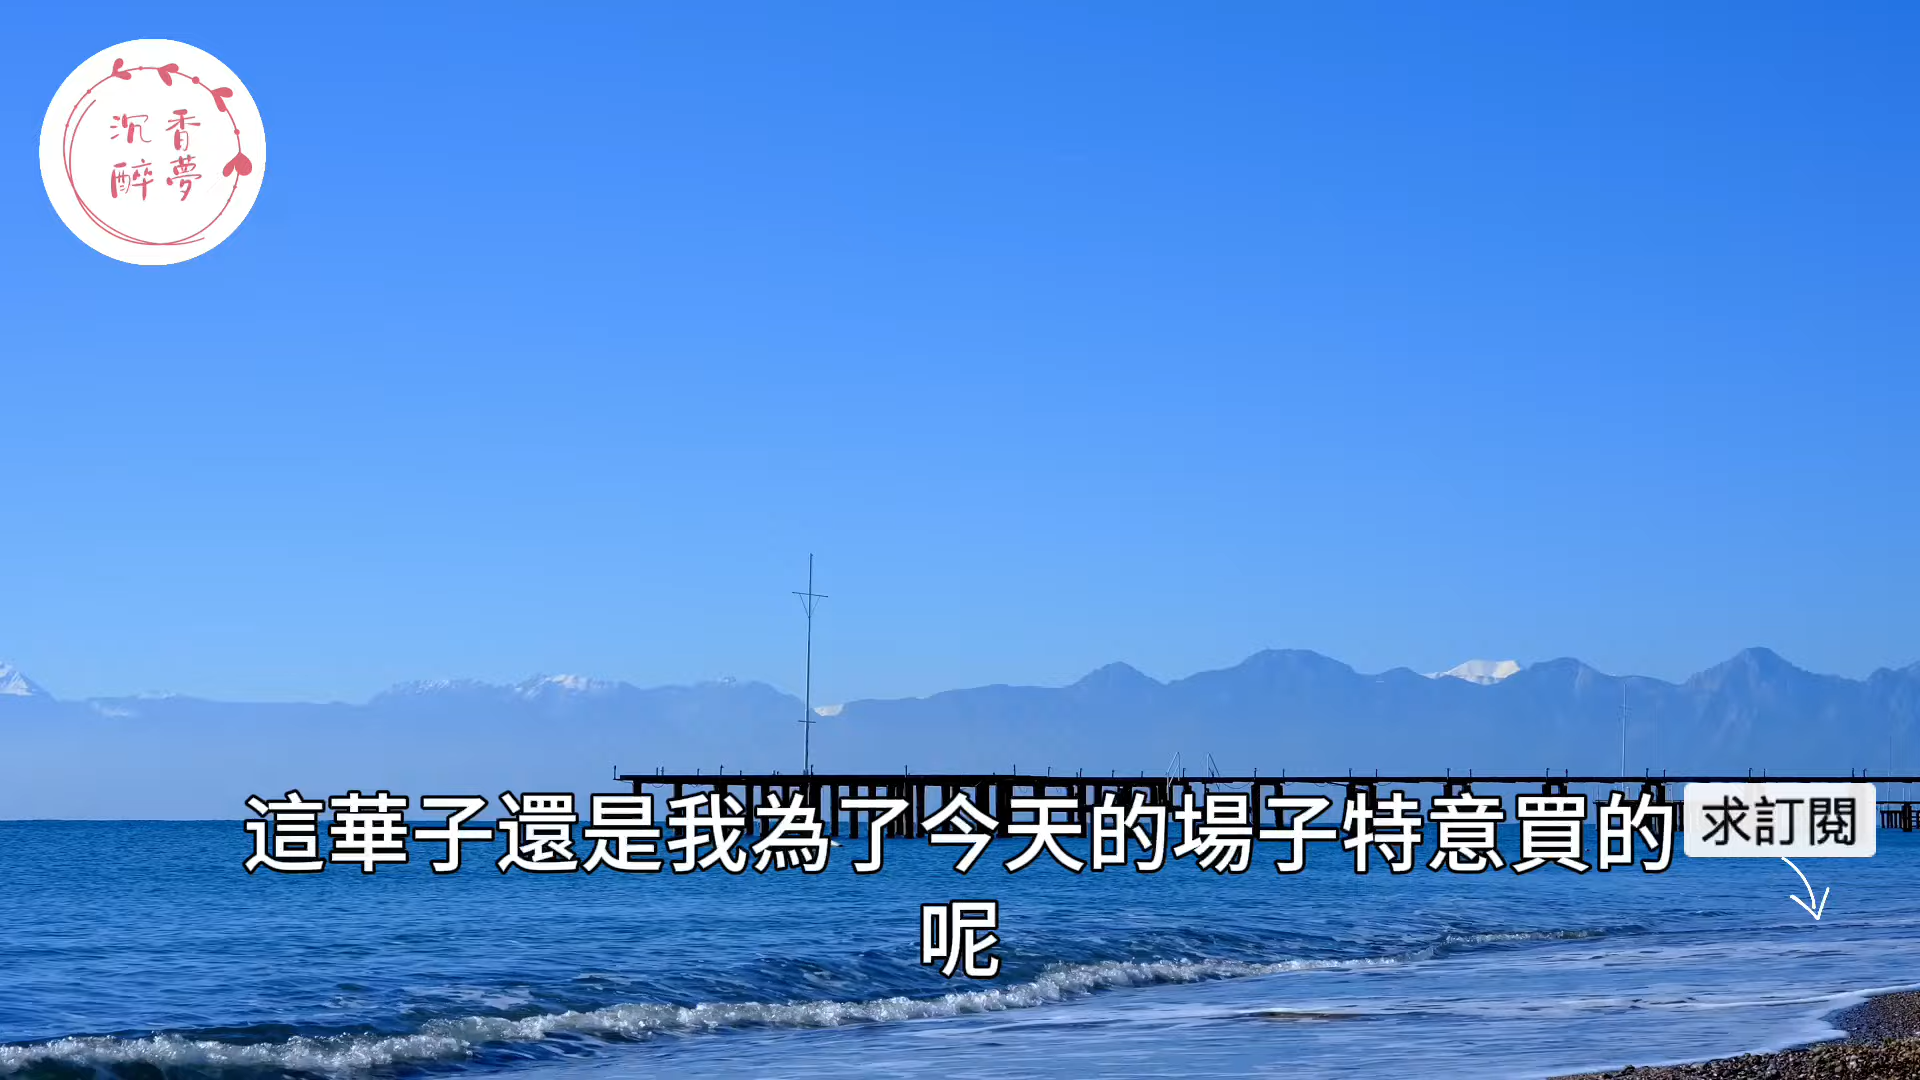 沉香
醉夢
這華子還是我為了今天的場子特意買的
呢
求訂閱